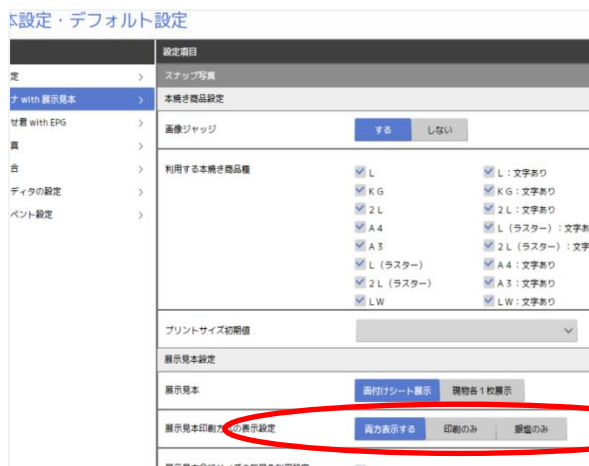 本設定・デフォルト設定
設定項目
定
スナップ写真
ナ with 展示見本
本焼き商品設定
せ君 with EPG
画像ジャッジ
する
しない
真
合
利用する本焼き商品種
L
L：文字あり
ディタの設定
KG
KG：文字あり
ベント設定
2L
2L：文字あり
A4
L（ラスター）：文字あ
A3
2L（ラスター）：文字
L（ラスター）
A4：文字あり
2L（ラスター）
A3：文字あり
LW
LW：文字あり
プリントサイズ初期値
展示見本設定
展示見本
面付けシート展示
現物各1枚展示
展示見本印刷方
の表示設定
両方表示する
印刷のみ
銀塩のみ